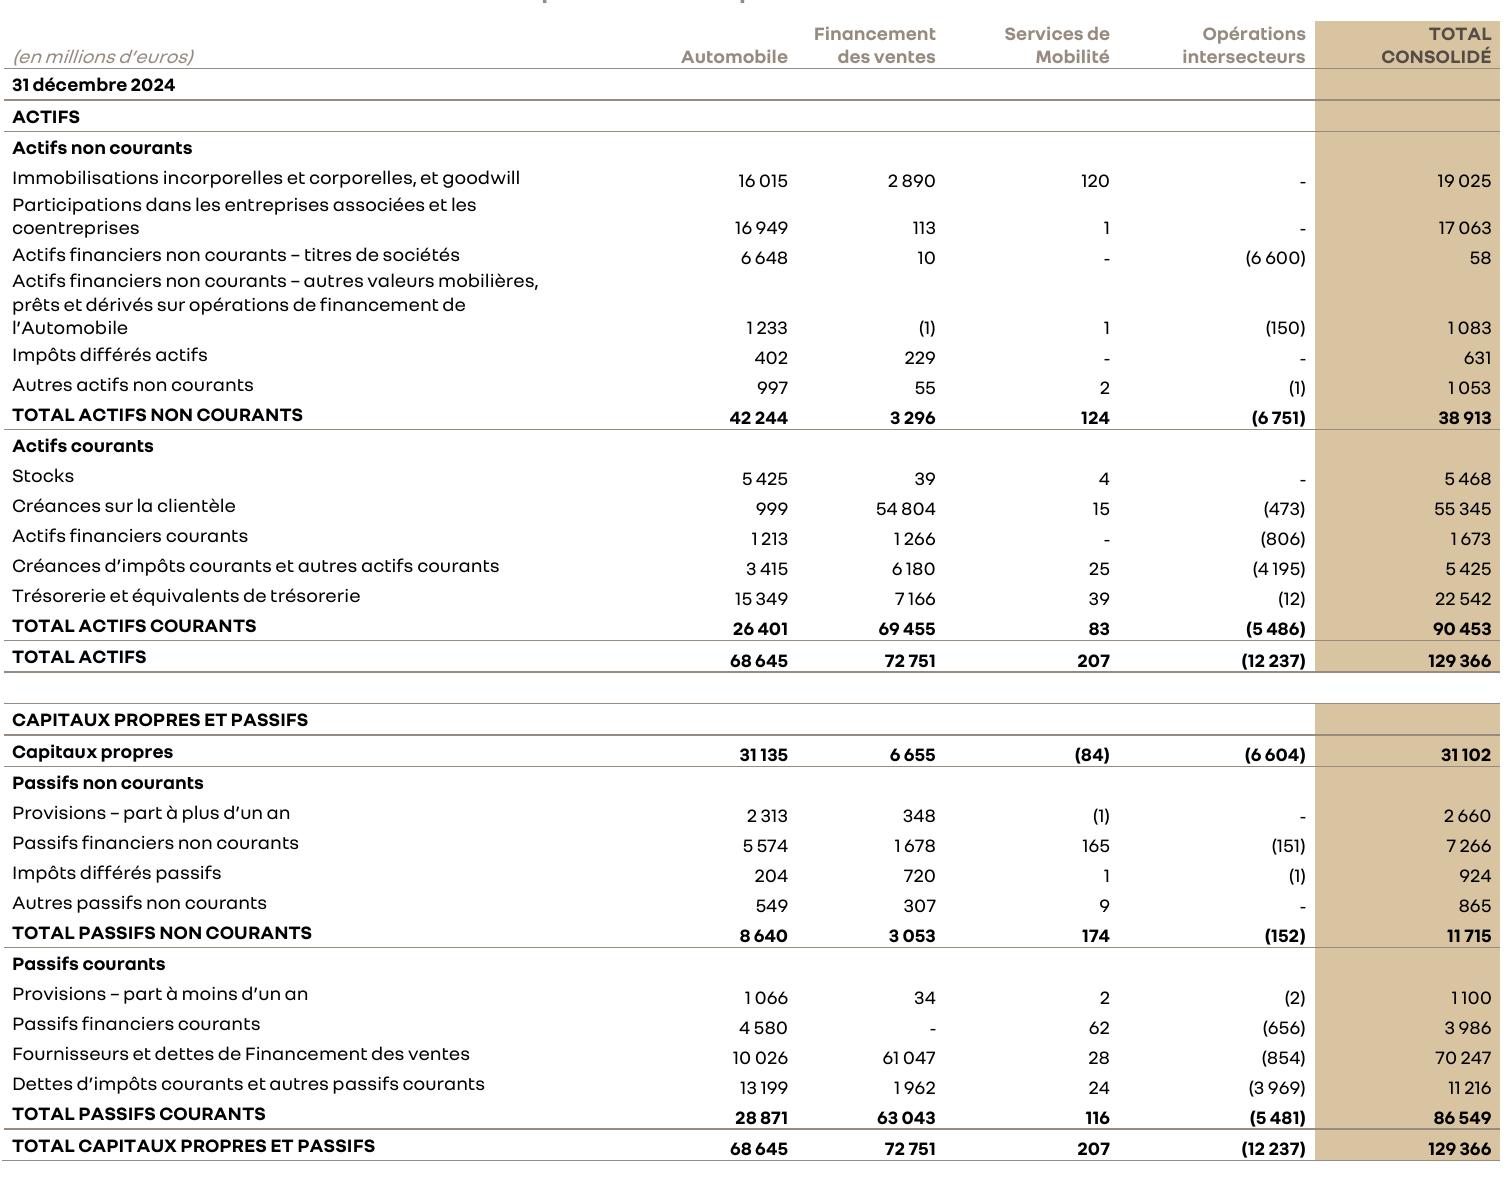 Financement Services de Opérations TOTAL
(en millions d’euros) Automobile des ventes Mobilité intersecteurs CONSOLIDÉ
31 décembre 2024
ACTIFS
Actifs non courants
Immobilisations incorporelles et corporelles, et goodwill 16 015 2 890 120 - 19 025
Participations dans les entreprises associées et les
coentreprises 16 949 113 1 - 17 063
Actifs financiers non courants – titres de sociétés 6 648 10 - (6 600) 58
Actifs financiers non courants – autres valeurs mobilières,
prêts et dérivés sur opérations de financement de
l’Automobile 1 233 (1) 1 (150) 1 083
Impôts différés actifs 402 229 - - 631
Autres actifs non courants 997 55 2 (1) 1 053
TOTAL ACTIFS NON COURANTS 42 244 3 296 124 (6 751) 38 913
Actifs courants
Stocks 5 425 39 4 - 5 468
Créances sur la clientèle 999 54 804 15 (473) 55 345
Actifs financiers courants 1 213 1 266 - (806) 1 673
Créances d’impôts courants et autres actifs courants 3 415 6 180 25 (4 195) 5 425
Trésorerie et équivalents de trésorerie 15 349 7 166 39 (12) 22 542
TOTAL ACTIFS COURANTS 26 401 69 455 83 (5 486) 90 453
TOTAL ACTIFS 68 645 72 751 207 (12 237) 129 366
CAPITAUX PROPRES ET PASSIFS
Capitaux propres 31 135 6 655 (84) (6 604) 31 102
Passifs non courants
Provisions – part à plus d’un an 2 313 348 (1) - 2 660
Passifs financiers non courants 5 574 1 678 165 (151) 7 266
Impôts différés passifs 204 720 1 (1) 924
Autres passifs non courants 549 307 9 - 865
TOTAL PASSIFS NON COURANTS 8 640 3 053 174 (152) 11 715
Passifs courants
Provisions – part à moins d’un an 1 066 34 2 (2) 1 100
Passifs financiers courants 4 580 - 62 (656) 3 986
Fournisseurs et dettes de Financement des ventes 10 026 61 047 28 (854) 70 247
Dettes d’impôts courants et autres passifs courants 13 199 1 962 24 (3 969) 11 216
TOTAL PASSIFS COURANTS 28 871 63 043 116 (5 481) 86 549
TOTAL CAPITAUX PROPRES ET PASSIFS 68 645 72 751 207 (12 237) 129 366